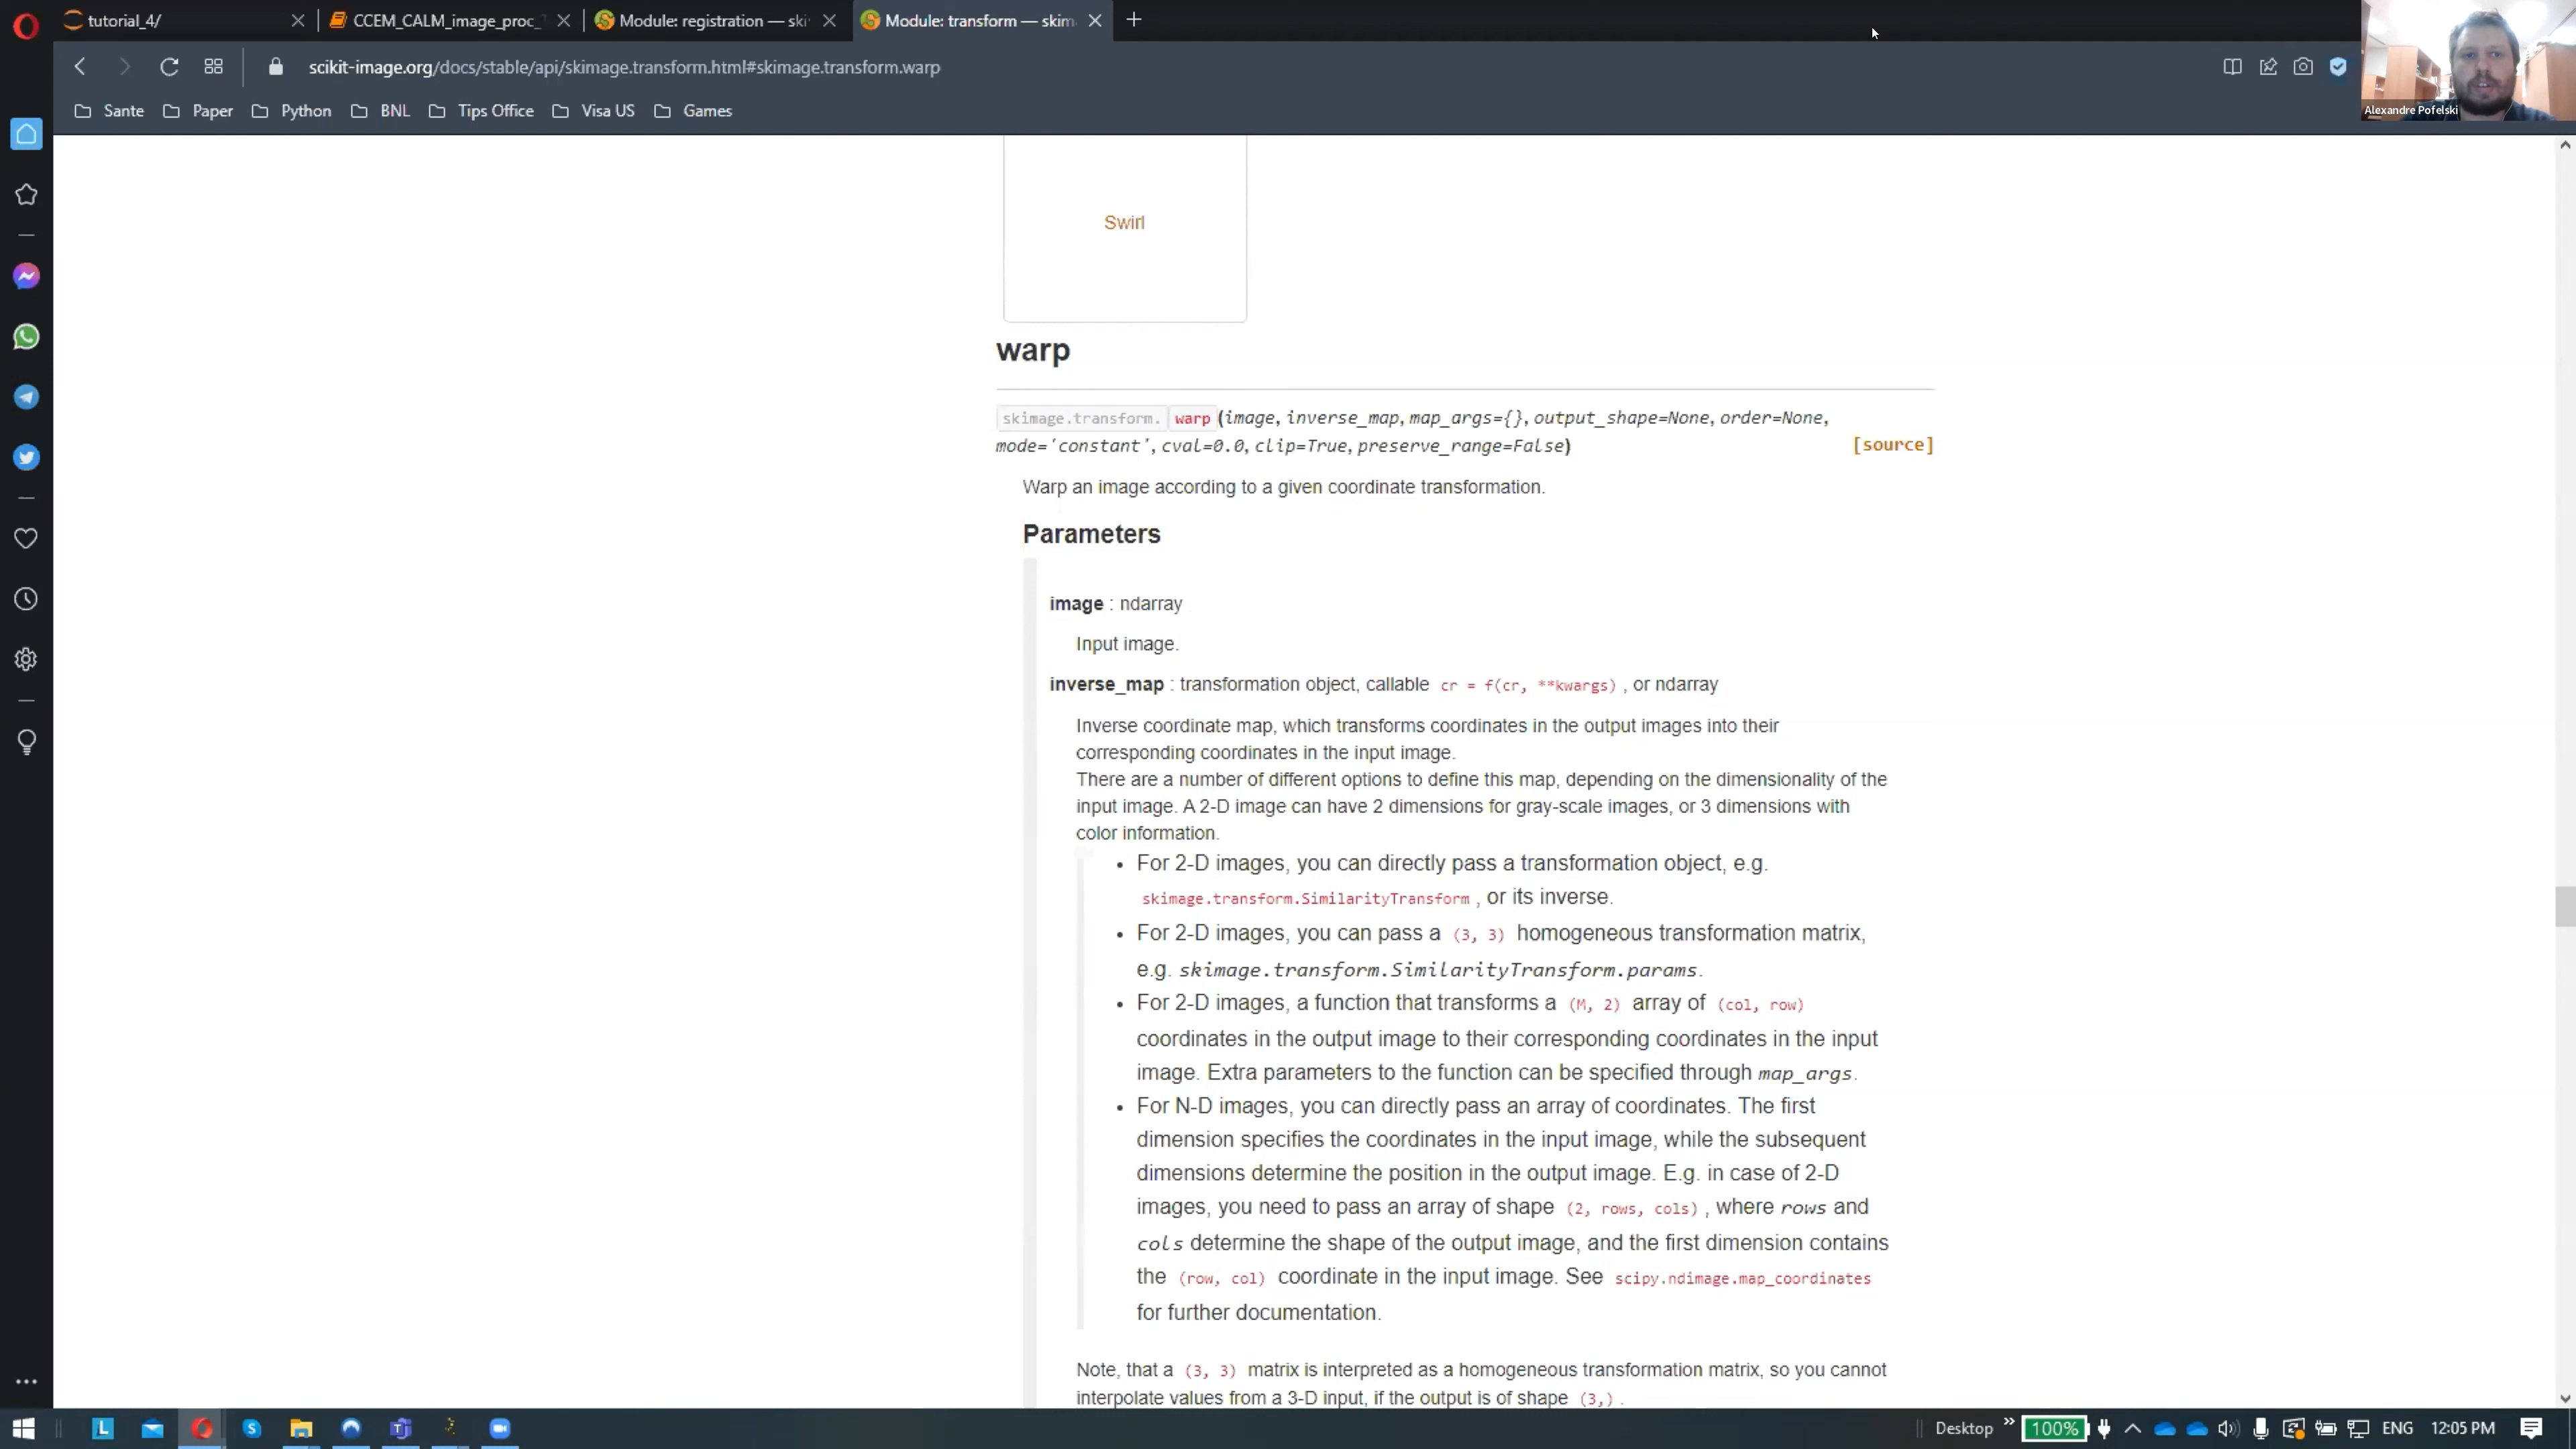 tutorial_4/
CCEM_CALM_image_proc_
Module: registration — ski
Module: transform — skim
scikit-image.org/docs/stable/api/skimage.transform.html#skimage.transform.warp
Sante Paper Python BNL Tips Office Visa US Games
Alexandre Pofelski
Swirl
warp
skimage.transform. warp(image, inverse_map, map_args={}, output_shape=None, order=None,
mode='constant', cval=0.0, clip=True, preserve_range=False)
[source]
Warp an image according to a given coordinate transformation.
Parameters
image : ndarray
Input image.
inverse_map : transformation object, callable cr = f(cr, **kwargs) , or ndarray
Inverse coordinate map, which transforms coordinates in the output images into their
corresponding coordinates in the input image.
There are a number of different options to define this map, depending on the dimensionality of the
input image. A 2-D image can have 2 dimensions for gray-scale images, or 3 dimensions with
color information.
• For 2-D images, you can directly pass a transformation object, e.g.
skimage.transform.SimilarityTransform , or its inverse.
• For 2-D images, you can pass a (3, 3) homogeneous transformation matrix,
e.g. skimage.transform.SimilarityTransform.params.
• For 2-D images, a function that transforms a (M, 2) array of (col, row)
coordinates in the output image to their corresponding coordinates in the input
image. Extra parameters to the function can be specified through map_args.
• For N-D images, you can directly pass an array of coordinates. The first
dimension specifies the coordinates in the input image, while the subsequent
dimensions determine the position in the output image. E.g. in case of 2-D
images, you need to pass an array of shape (2, rows, cols) , where rows and
cols determine the shape of the output image, and the first dimension contains
the (row, col) coordinate in the input image. See scipy.ndimage.map_coordinates
for further documentation.
Note, that a (3, 3) matrix is interpreted as a homogeneous transformation matrix, so you cannot
interpolate values from a 3-D input, if the output is of shape (3,) .
Desktop » 100% ENG 12:05 PM